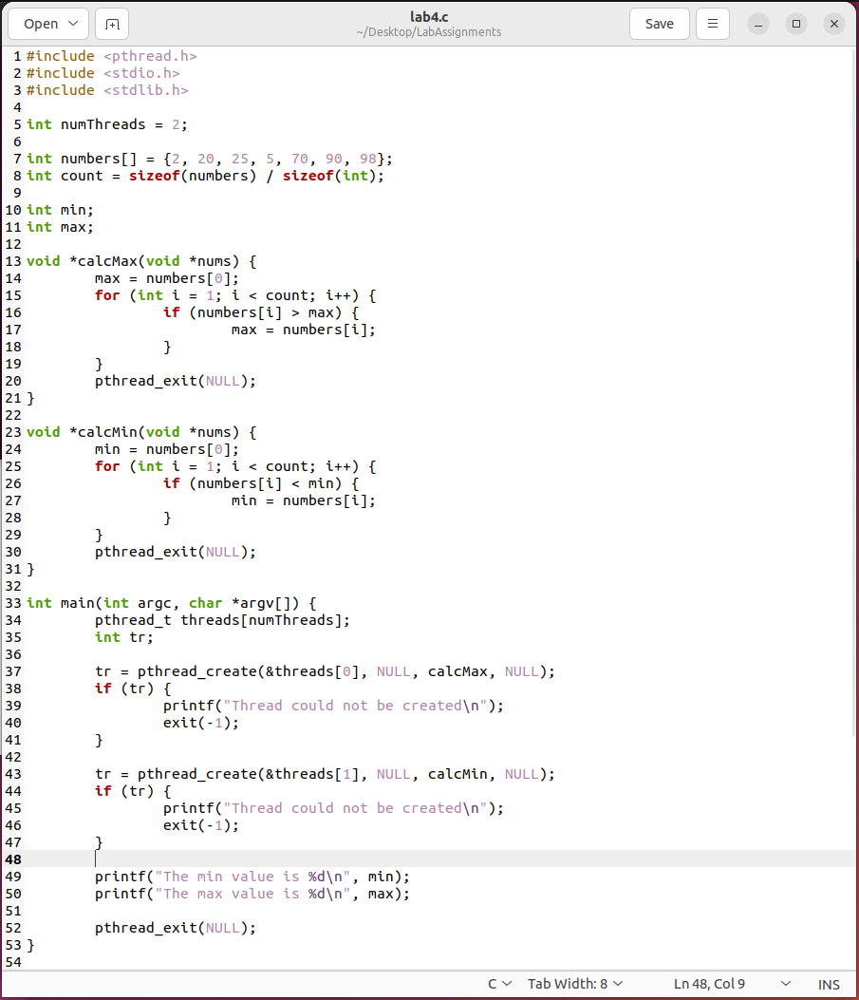 Open
lab4.c
~/Desktop/LabAssignments
Save
1 #include <pthread.h>
2 #include <stdio.h>
3 #include <stdlib.h>
4
5 int numThreads = 2;
6
7 int numbers[] = {2, 20, 25, 5, 70, 90, 98};
8 int count = sizeof(numbers) / sizeof(int);
9
10 int min;
11 int max;
12
13 void *calcMax(void *nums) {
14         max = numbers[0];
15         for (int i = 1; i < count; i++) {
16                 if (numbers[i] > max) {
17                         max = numbers[i];
18                 }
19         }
20         pthread_exit(NULL);
21 }
22
23 void *calcMin(void *nums) {
24         min = numbers[0];
25         for (int i = 1; i < count; i++) {
26                 if (numbers[i] < min) {
27                         min = numbers[i];
28                 }
29         }
30         pthread_exit(NULL);
31 }
32
33 int main(int argc, char *argv[]) {
34         pthread_t threads[numThreads];
35         int tr;
36
37         tr = pthread_create(&threads[0], NULL, calcMax, NULL);
38         if (tr) {
39                 printf("Thread could not be created\n");
40                 exit(-1);
41         }
42
43         tr = pthread_create(&threads[1], NULL, calcMin, NULL);
44         if (tr) {
45                 printf("Thread could not be created\n");
46                 exit(-1);
47         }
48
49         printf("The min value is %d\n", min);
50         printf("The max value is %d\n", max);
51
52         pthread_exit(NULL);
53 }
54
C Tab Width: 8 Ln 48, Col 9 INS